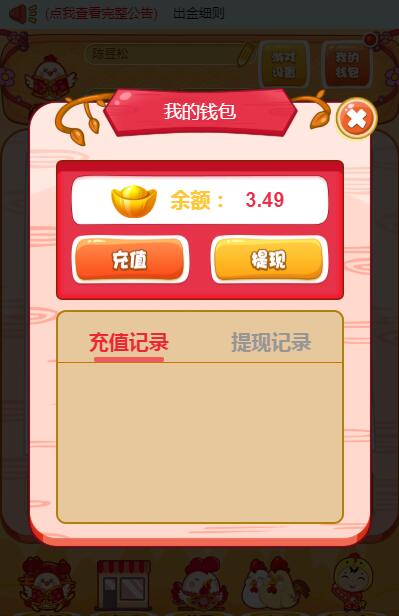 (点我查看完整公告) 出金细则
陈昱松
游戏设置
我的钱包
我的钱包
余额： 3.49
充值 提现
充值记录 提现记录